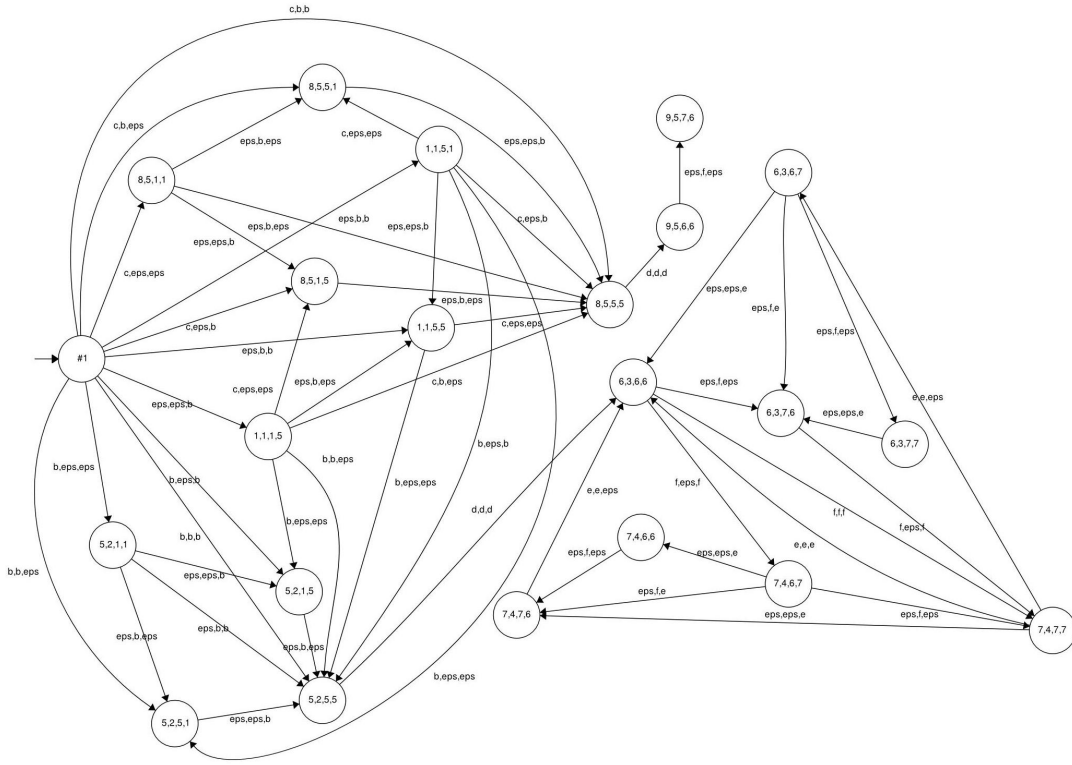 c,b,b
8,5,5,1
9,5,7,6
c,b,eps
eps,b,eps
c,eps,eps
1,1,5,1
eps,eps,b
eps,f,eps
6,3,6,7
8,5,1,1
eps,b,b
c,eps,b
9,5,6,6
eps,b,eps
eps,eps,b
eps,eps,b
c,eps,eps
d,d,d
8,5,1,5
eps,b,eps
8,5,5,5
eps,eps,e
eps,f,e
c,eps,b
1,1,5,5
c,eps,eps
eps,f,eps
eps,b,b
#1
c,eps,eps
eps,b,eps
c,b,eps
6,3,6,6
eps,f,eps
e,e,eps
eps,eps,b
6,3,7,6
eps,eps,e
1,1,1,5
6,3,7,7
b,eps,b
b,b,eps
b,eps,eps
b,eps,b
b,eps,eps
f,eps,f
e,e,eps
d,d,d
f,f,f
f,eps,f
b,eps,eps
b,b,b
7,4,6,6
e,e,e
5,2,1,1
eps,f,eps
eps,eps,e
b,b,eps
eps,eps,b
5,2,1,5
7,4,6,7
eps,f,e
7,4,7,6
eps,f,eps
eps,eps,e
7,4,7,7
eps,b,b
eps,b,eps
eps,b,eps
b,eps,eps
5,2,5,5
5,2,5,1
eps,eps,b